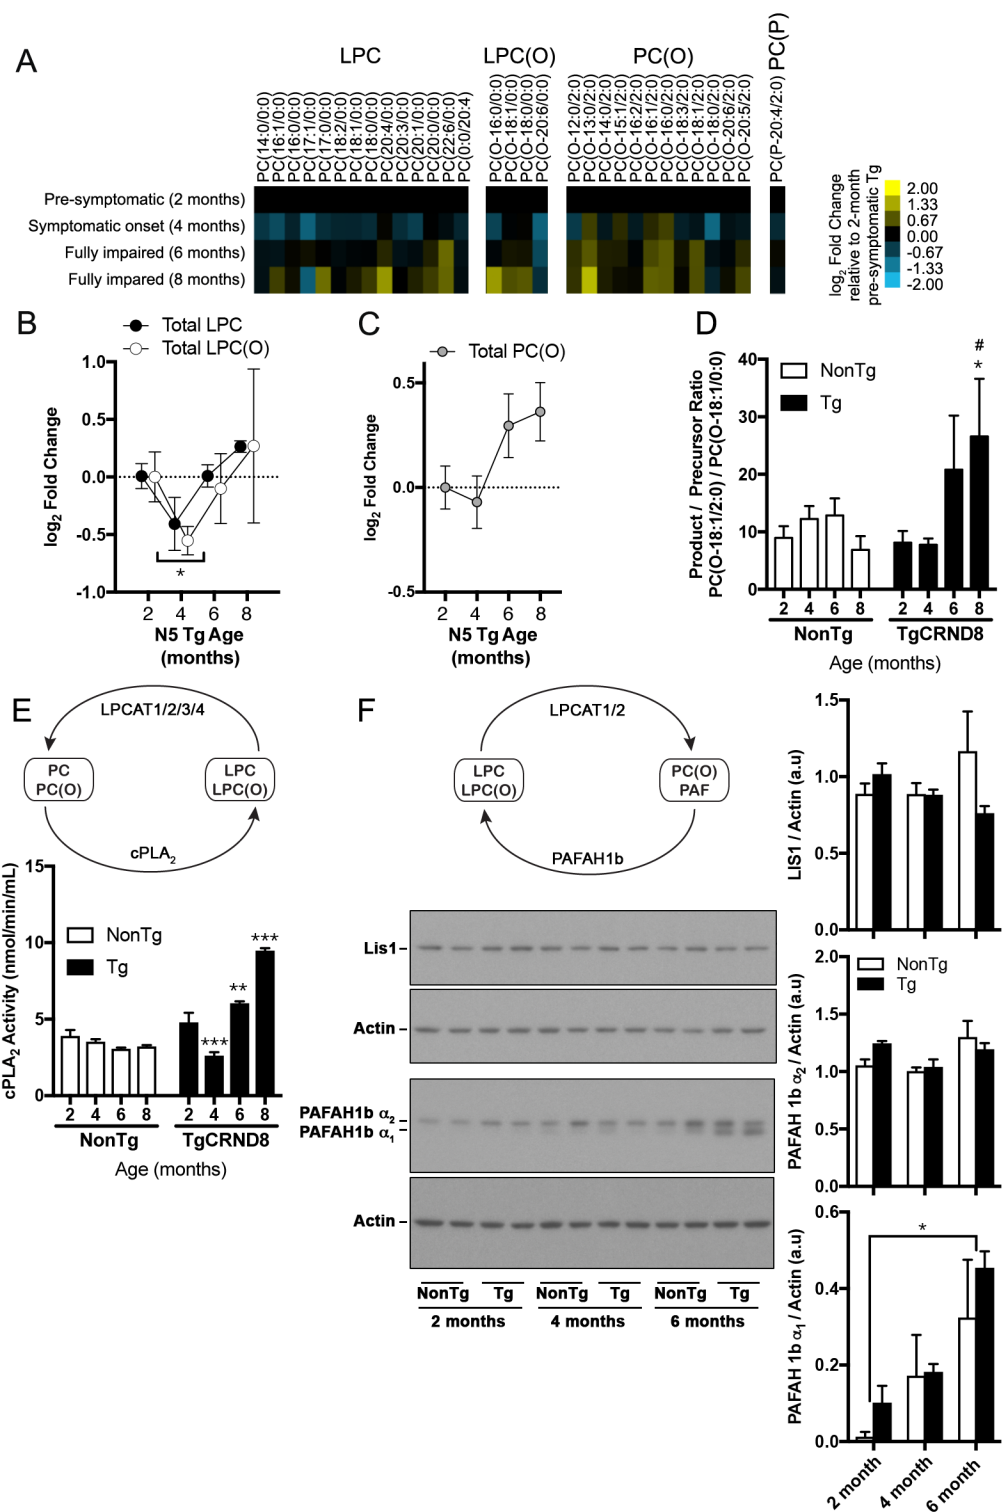 A
LPC
LPC(O)
PC(O)
PC(P)
PC(14:0/0:0)
PC(16:1/0:0)
PC(16:0/0:0)
PC(17:1/0:0)
PC(17:0/0:0)
PC(18:2/0:0)
PC(18:1/0:0)
PC(18:0/0:0)
PC(20:4/0:0)
PC(20:3/0:0)
PC(20:1/0:0)
PC(20:0/0:0)
PC(22:6/0:0)
PC(0:0/20:4)
PC(O-16:0/0:0)
PC(O-18:1/0:0)
PC(O-18:0/0:0)
PC(O-20:6/0:0)
PC(O-12:0/2:0)
PC(O-13:0/2:0)
PC(O-14:0/2:0)
PC(O-15:1/2:0)
PC(O-16:2/2:0)
PC(O-16:1/2:0)
PC(O-16:0/2:0)
PC(O-18:3/2:0)
PC(O-18:1/2:0)
PC(O-18:0/2:0)
PC(O-20:6/2:0)
PC(O-20:5/2:0)
PC(P-20:4/2:0)
Pre-symptomatic (2 months)
Symptomatic onset (4 months)
Fully impaired (6 months)
Fully impared (8 months)
log2 Fold Change
relative to 2-month
pre-symptomatic Tg
2.00
1.33
0.67
0.00
-0.67
-1.33
-2.00
B
Total LPC
Total LPC(O)
log2 Fold Change
1.0
0.5
0.0
-0.5
-1.0
*
2 4 6 8
N5 Tg Age
(months)
C
Total PC(O)
log2 Fold Change
0.5
0.0
-0.5
2 4 6 8
N5 Tg Age
(months)
D
NonTg
Tg
#
*
Product / Precursor Ratio
PC(O-18:1/2:0) / PC(O-18:1/0:0)
40
30
20
10
0
2 4 6 8 2 4 6 8
NonTg TgCRND8
Age (months)
E
LPCAT1/2/3/4
PC
PC(O)
LPC
LPC(O)
cPLA2
cPLA2 Activity (nmol/min/mL)
15
10
5
0
NonTg
Tg
***
**
***
2 4 6 8 2 4 6 8
NonTg TgCRND8
Age (months)
F
LPCAT1/2
LPC
LPC(O)
PC(O)
PAF
PAFAH1b
Lis1
Actin
PAFAH1b α2
PAFAH1b α1
Actin
NonTg Tg NonTg Tg NonTg Tg
2 months 4 months 6 months
LIS1 / Actin (a.u)
1.5
1.0
0.5
0.0
PAFAH 1b α2 / Actin (a.u)
2.0
1.5
1.0
0.5
0.0
NonTg
Tg
PAFAH 1b α1 / Actin (a.u)
0.6
0.4
0.2
0.0
*
2 month
4 month
6 month